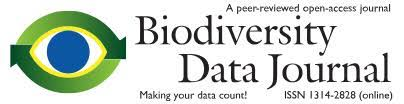 A peer-reviewed open-access journal
Biodiversity
Data Journal
Making your data count! ISSN 1314-2828 (online)